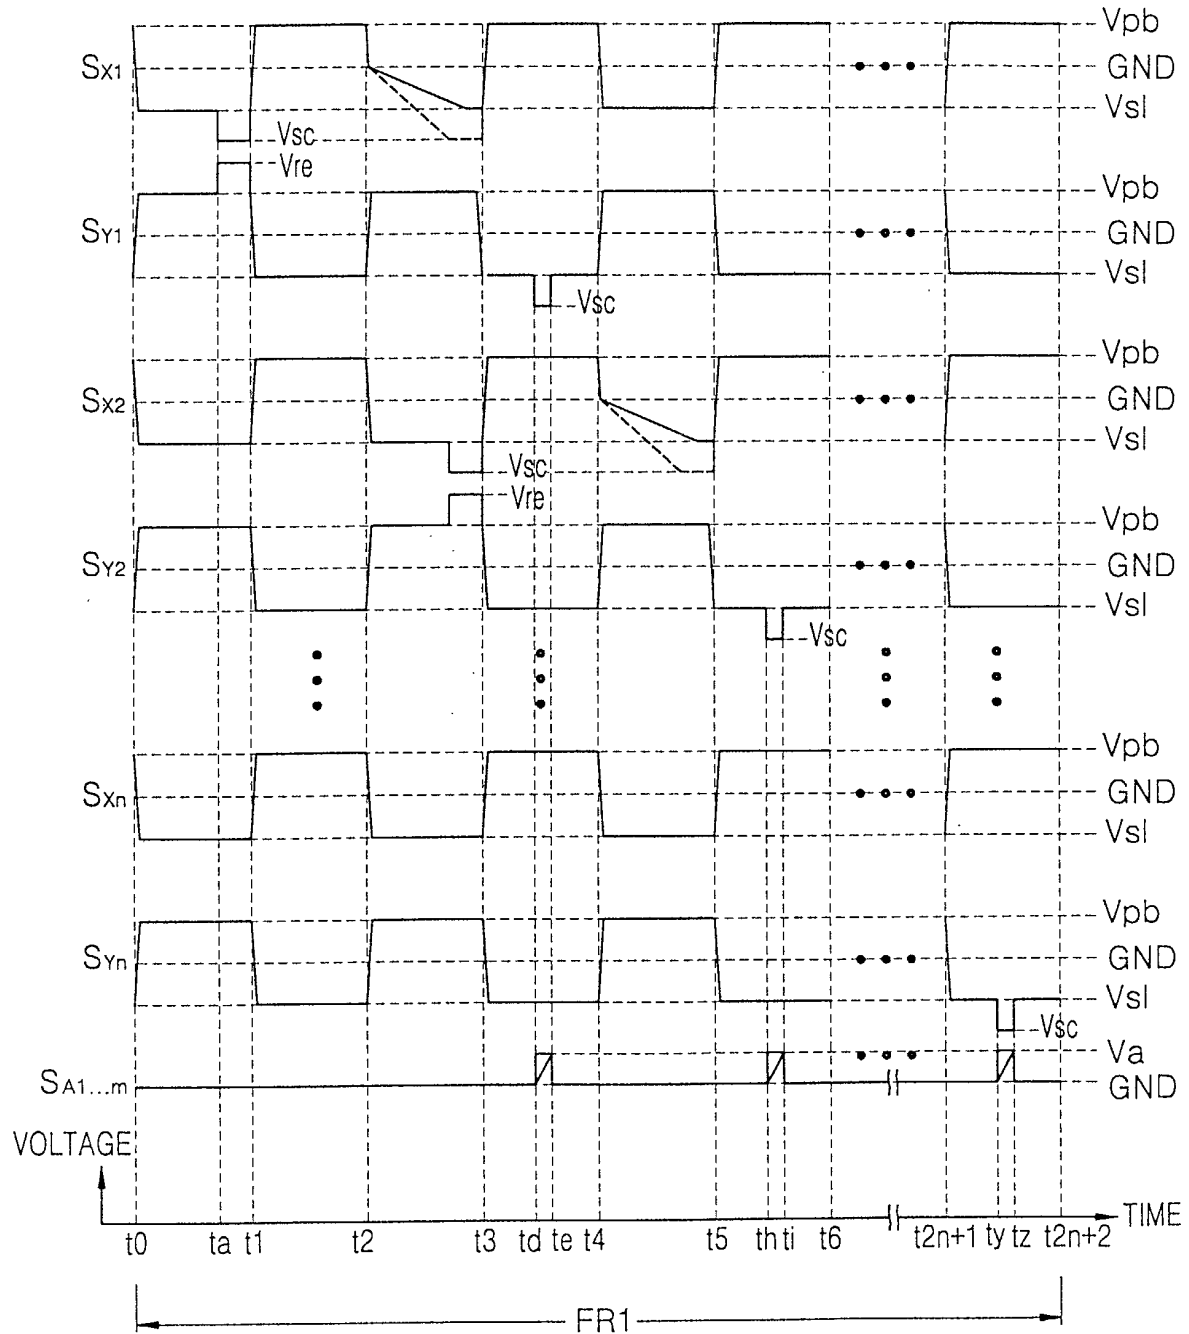 Vpb
SX1
GND
Vsl
Vsc
Vre
Vpb
SY1
GND
Vsl
Vsc
Vpb
SX2
GND
Vsl
Vsc
Vre
Vpb
SY2
GND
Vsl
Vsc
Vpb
SXn
GND
Vsl
Vpb
SYn
GND
Vsl
Vsc
Va
SA1...m
GND
VOLTAGE
TIME
t0 ta t1 t2 t3 td te t4 t5 th ti t6 t2n+1 ty tz t2n+2
FR1